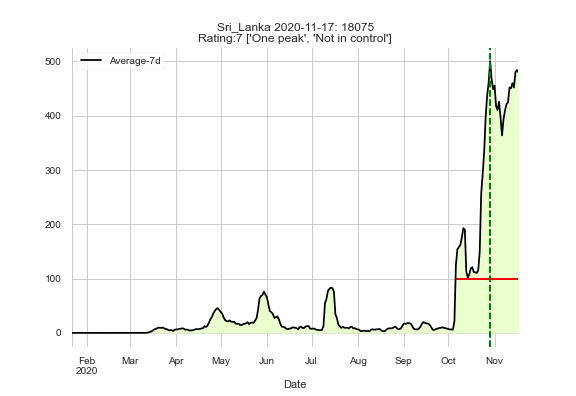 Sri_Lanka 2020-11-17: 18075
Rating:7 ['One peak', 'Not in control']
Average-7d
500
400
300
200
100
0
Feb Mar Apr May Jun Jul Aug Sep Oct Nov
2020
Date